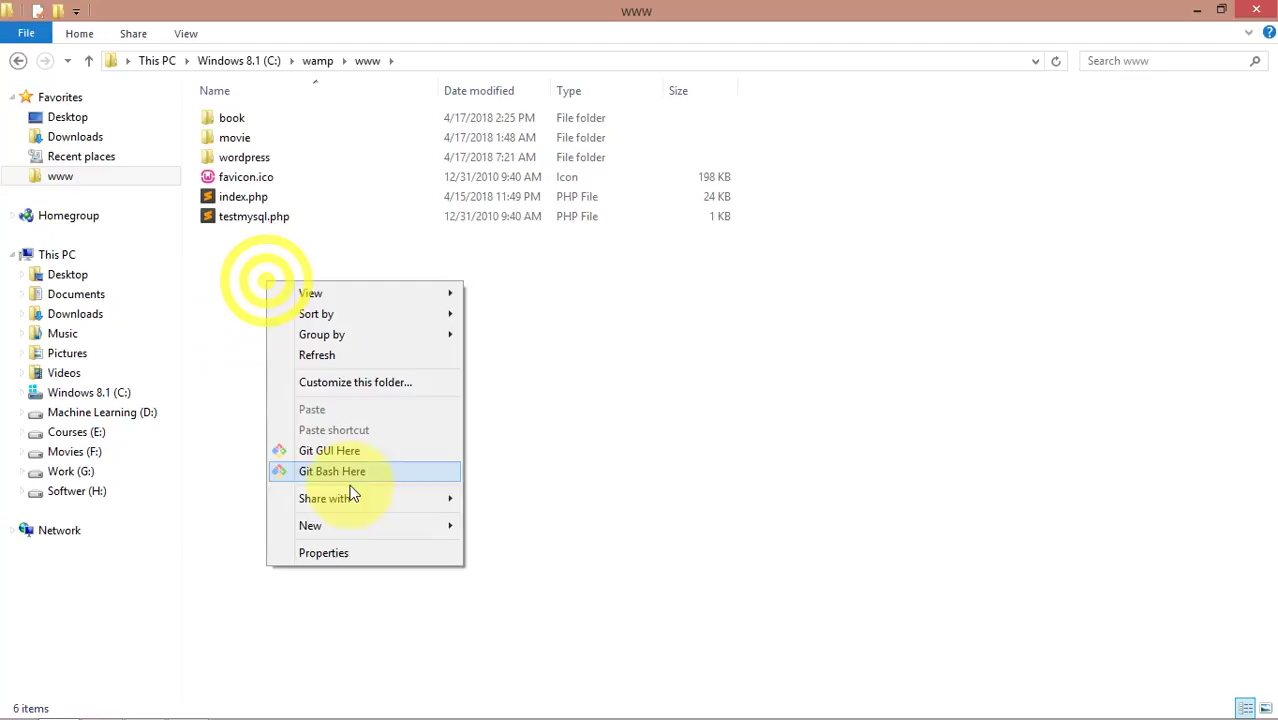 www
File Home Share View
This PC Windows 8.1 (C:) wamp www Search www
Name Date modified Type Size
Favorites
Desktop
Downloads
Recent places
www
Homegroup
This PC
Desktop
Documents
Downloads
Music
Pictures
Videos
Windows 8.1 (C:)
Machine Learning (D:)
Courses (E:)
Movies (F:)
Work (G:)
Softwer (H:)
Network
book 4/17/2018 2:25 PM File folder
movie 4/17/2018 1:48 AM File folder
wordpress 4/17/2018 7:21 AM File folder
favicon.ico 12/31/2010 9:40 AM Icon 198 KB
index.php 4/15/2018 11:49 PM PHP File 24 KB
testmysql.php 12/31/2010 9:40 AM PHP File 1 KB
View
Sort by
Group by
Refresh
Customize this folder...
Paste
Paste shortcut
Git GUI Here
Git Bash Here
Share with
New
Properties
6 items